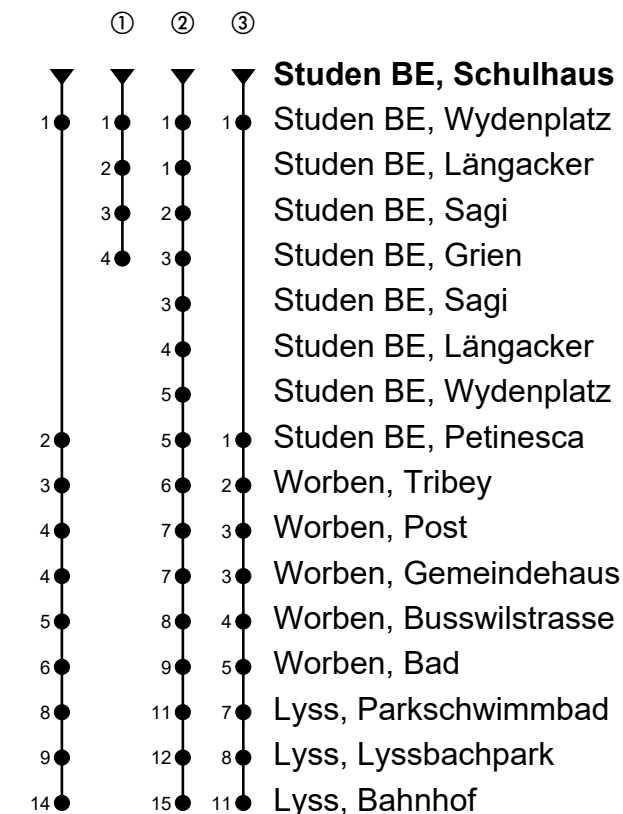 ① ② ③
Studen BE, Schulhaus
1 1 1 1 Studen BE, Wydenplatz
2 1 Studen BE, Längacker
3 2 Studen BE, Sagi
4 3 Studen BE, Grien
3 Studen BE, Sagi
4 Studen BE, Längacker
5 Studen BE, Wydenplatz
2 5 1 Studen BE, Petinesca
3 6 2 Worben, Tribey
4 7 3 Worben, Post
4 7 3 Worben, Gemeindehaus
5 8 4 Worben, Busswilstrasse
6 9 5 Worben, Bad
8 11 7 Lyss, Parkschwimmbad
9 12 8 Lyss, Lyssbachpark
14 15 11 Lyss, Bahnhof